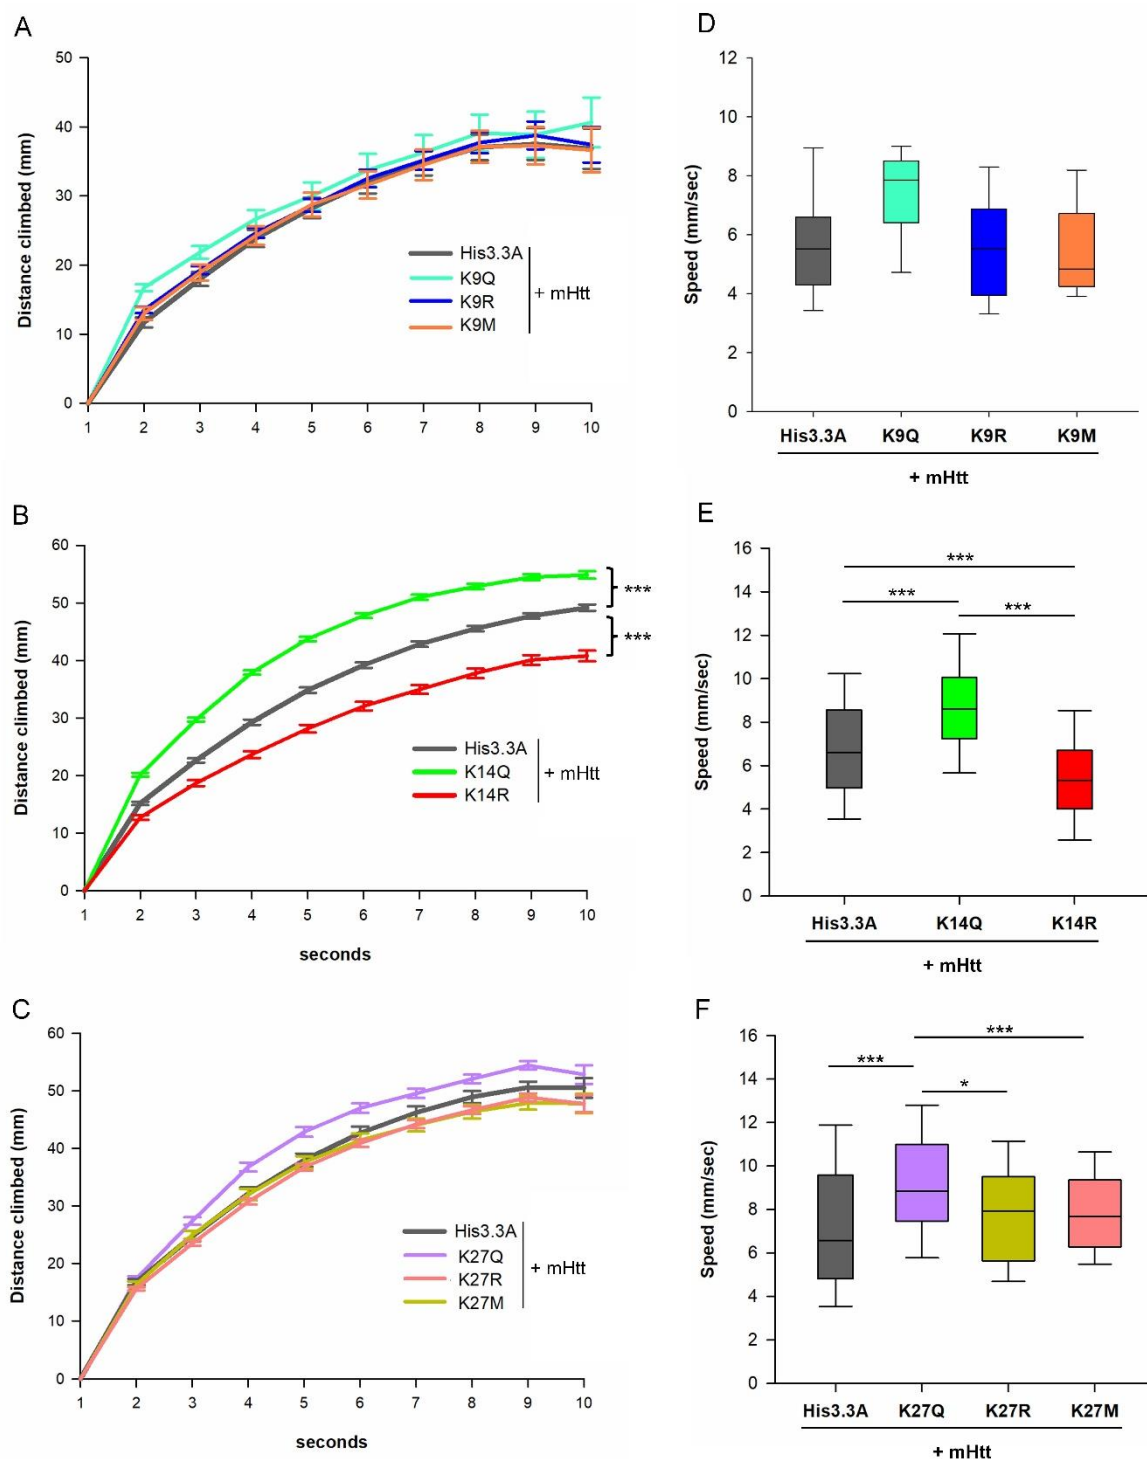 A
Distance climbed (mm)
50
40
30
20
10
0
1 2 3 4 5 6 7 8 9 10
His3.3A
K9Q
K9R
K9M
+ mHtt
D
Speed (mm/sec)
12
10
8
6
4
2
0
His3.3A K9Q K9R K9M
+ mHtt
B
Distance climbed (mm)
60
50
40
30
20
10
0
1 2 3 4 5 6 7 8 9 10
seconds
***
***
His3.3A
K14Q
K14R
+ mHtt
E
Speed (mm/sec)
16
14
12
10
8
6
4
2
0
***
*** ***
His3.3A K14Q K14R
+ mHtt
C
Distance climbed (mm)
60
50
40
30
20
10
0
1 2 3 4 5 6 7 8 9 10
seconds
His3.3A
K27Q
K27R
K27M
+ mHtt
F
Speed (mm/sec)
16
14
12
10
8
6
4
2
0
***
***
*
His3.3A K27Q K27R K27M
+ mHtt